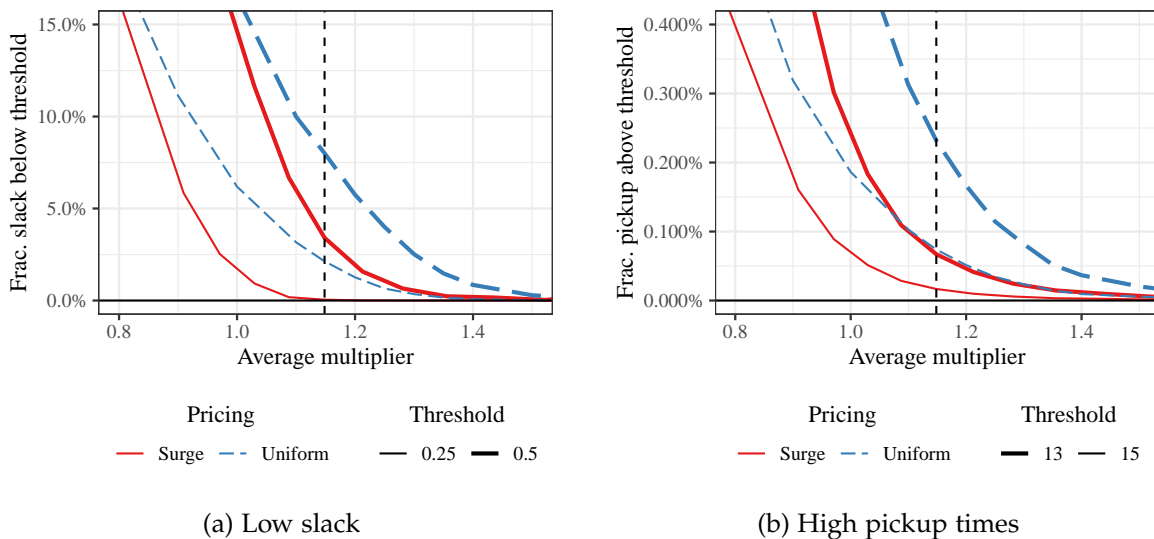 Frac. slack below threshold
15.0%
10.0%
5.0%
0.0%
0.8 1.0 1.2 1.4
Average multiplier
Pricing Threshold
Surge Uniform 0.25 0.5
(a) Low slack
Frac. pickup above threshold
0.400%
0.300%
0.200%
0.100%
0.000%
0.8 1.0 1.2 1.4
Average multiplier
Pricing Threshold
Surge Uniform 13 15
(b) High pickup times